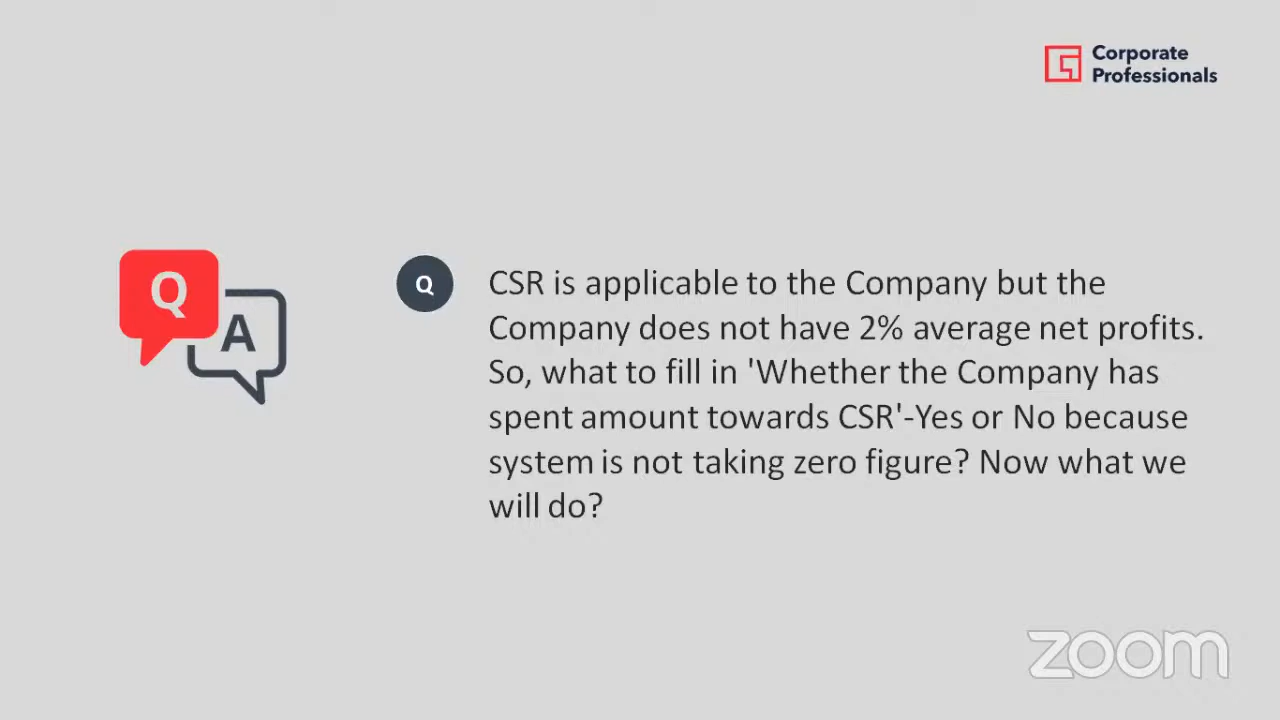 Corporate
Professionals
Q
A
Q
CSR is applicable to the Company but the
Company does not have 2% average net profits.
So, what to fill in 'Whether the Company has
spent amount towards CSR'-Yes or No because
system is not taking zero figure? Now what we
will do?
zoom